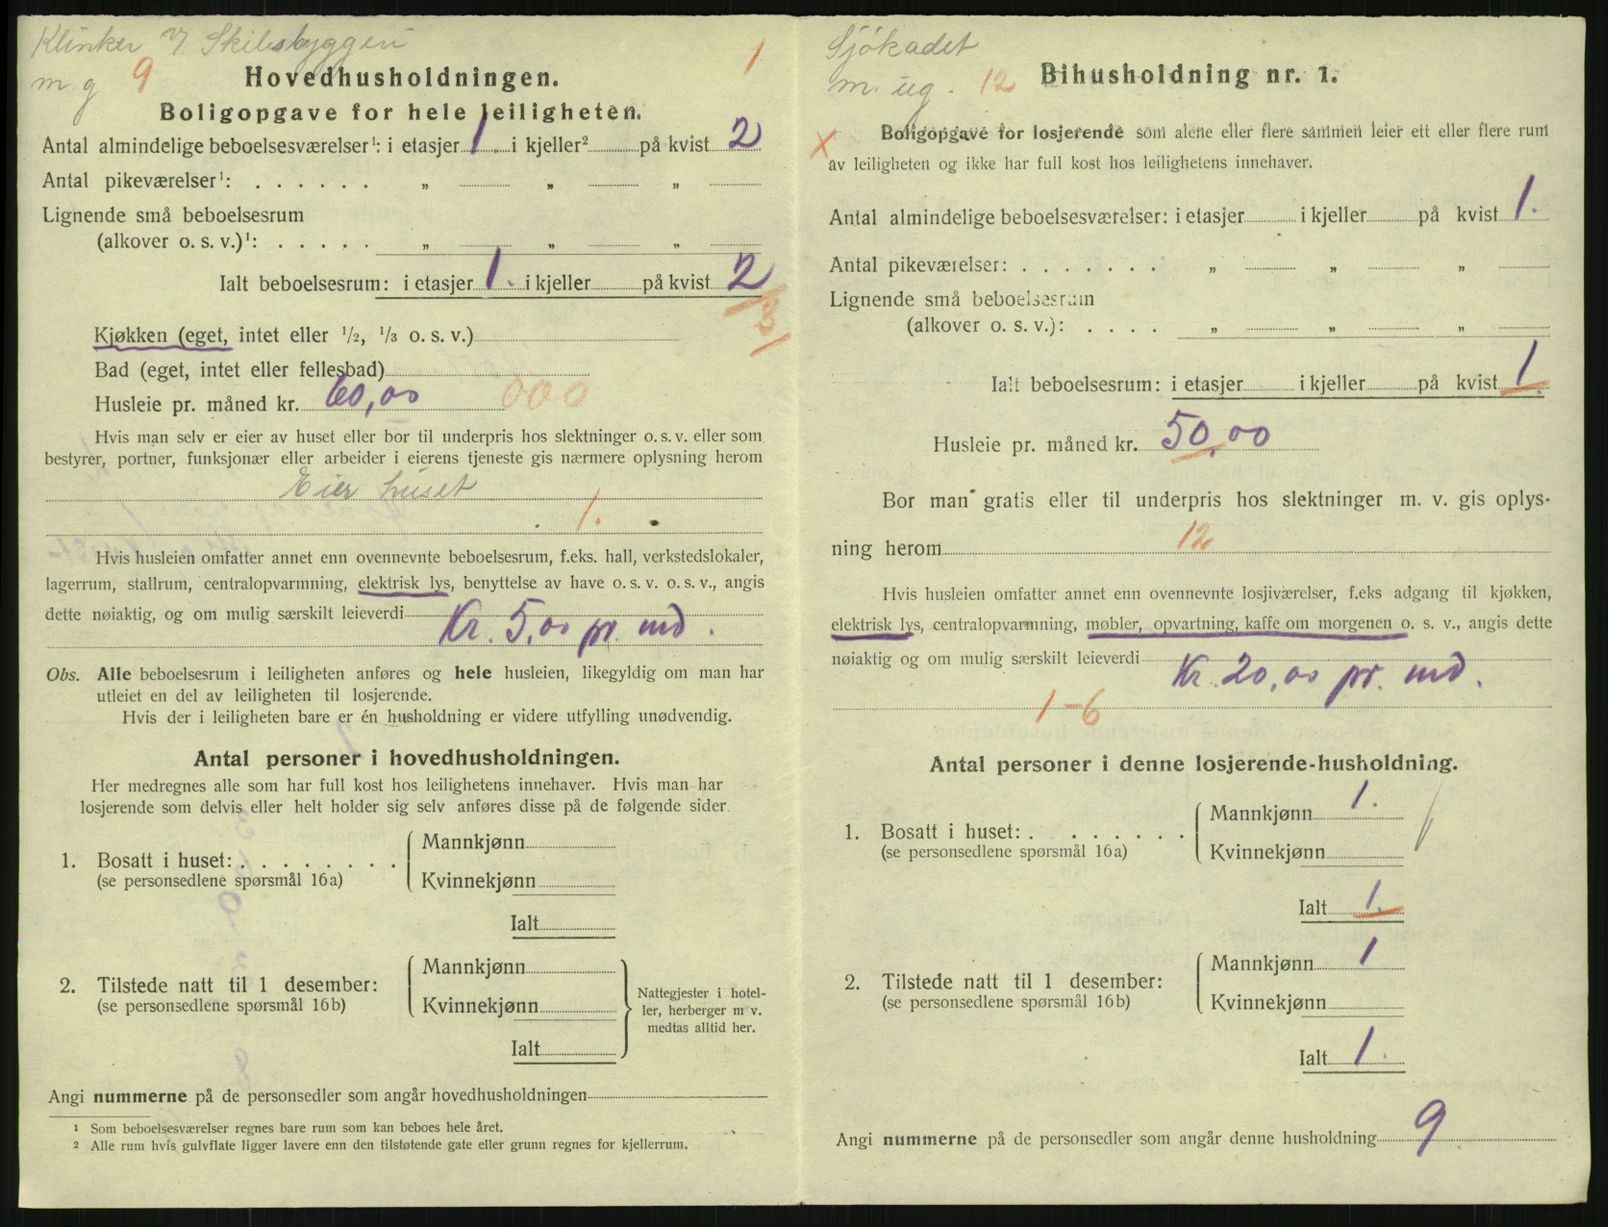 Klinker v/ Skibsbyggeri
m. g 9
1
Hovedhusholdningen.
Boligopgave for hele leiligheten.
Antal almindelige beboelsesværelser¹: i etasjer 1. i kjeller² på kvist 2
Antal pikeværelser¹: . . . . . . „ „ „
Lignende små beboelsesrum
(alkover o. s. v.)¹: . . . . . „ „ „
Ialt beboelsesrum: i etasjer 1. i kjeller på kvist 2
3
Kjøkken (eget, intet eller 1/2, 1/3 o. s. v.)
Bad (eget, intet eller fellesbad)
Husleie pr. måned kr. 60,00 000
Hvis man selv er eier av huset eller bor til underpris hos slektninger o. s. v. eller som
bestyrer, portner, funksjonær eller arbeider i eierens tjeneste gis nærmere oplysning herom
Eier huset
1.
Hvis husleien omfatter annet enn ovennevnte beboelsesrum, f.eks. hall, verkstedslokaler,
lagerrum, stallrum, centralopvarmning, elektrisk lys, benyttelse av have o. s. v. o. s. v., angis
dette nøiaktig, og om mulig særskilt leieverdi Kr. 5,00 pr. md.
Obs. Alle beboelsesrum i leiligheten anføres og hele husleien, likegyldig om man har
utleiet en del av leiligheten til losjerende.
Hvis der i leiligheten bare er én husholdning er videre utfylling unødvendig.
Antal personer i hovedhusholdningen.
Her medregnes alle som har full kost hos leilighetens innehaver. Hvis man har
losjerende som delvis eller helt holder sig selv anføres disse på de følgende sider
1. Bosatt i huset: . . . . . . . .
(se personsedlene spørsmål 16a)
Mannkjønn
Kvinnekjønn
Ialt
2. Tilstede natt til 1 desember:
(se personsedlene spørsmål 16b)
Mannkjønn
Kvinnekjønn
Ialt
Nattegjester i hotel-
ler, herberger m v.
medtas alltid her.
Angi nummerne på de personsedler som angår hovedhusholdningen
¹ Som beboelsesværelser regnes bare rum som kan beboes hele året.
² Alle rum hvis gulvflate ligger lavere enn den tilstøtende gate eller grunn regnes for kjellerrum.
Sjökadet
m. ug. 12
Bihusholdning nr. 1.
x Boligopgave for losjerende som alene eller flere sammen leier ett eller flere rum
av leiligheten og ikke har full kost hos leilighetens innehaver.
Antal almindelige beboelsesværelser: i etasjer i kjeller på kvist 1.
Antal pikeværelser: . . . . . . . „ „ „
Lignende små beboelsesrum
(alkover o. s. v.): . . . . „ „ „
Ialt beboelsesrum: i etasjer i kjeller på kvist 1.
Husleie pr. måned kr. 50,00
Bor man gratis eller til underpris hos slektninger m. v. gis oplys-
ning herom 12
Hvis husleien omfatter annet enn ovennevnte losjiværelser, f.eks adgang til kjøkken,
elektrisk lys, centralopvarmning, møbler, opvartning, kaffe om morgenen o. s. v., angis dette
nøiaktig og om mulig særskilt leieverdi Kr. 20,00 pr. md.
1-6
Antal personer i denne losjerende-husholdning.
1. Bosatt i huset: . . . . . . .
(se personsedlene spørsmål 16a)
Mannkjønn 1.
Kvinnekjønn
Ialt 1.
2. Tilstede natt til 1 desember:
(se personsedlene spørsmål 16b)
Mannkjønn 1
Kvinnekjønn
Ialt 1.
Angi nummerne på de personsedler som angår denne husholdning 9.